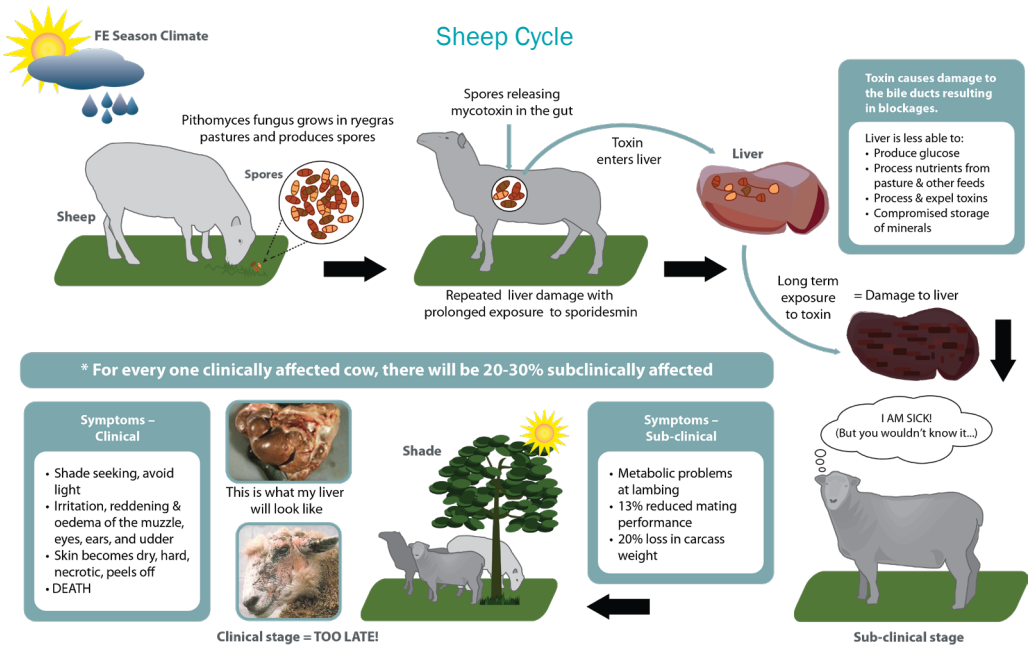 FE Season Climate
Sheep Cycle
Pithomyces fungus grows in ryegras
pastures and produces spores
Spores
Sheep
Spores releasing
mycotoxin in the gut
Toxin
enters liver
Repeated liver damage with
prolonged exposure to sporidesmin
Liver
Toxin causes damage to
the bile ducts resulting
in blockages.
Liver is less able to:
• Produce glucose
• Process nutrients from
pasture & other feeds
• Process & expel toxins
• Compromised storage
of minerals
Long term
exposure
to toxin
= Damage to liver
I AM SICK!
(But you wouldn't know it...)
Sub-clinical stage
* For every one clinically affected cow, there will be 20-30% subclinically affected
Symptoms –
Sub-clinical
• Metabolic problems
at lambing
• 13% reduced mating
performance
• 20% loss in carcass
weight
Shade
This is what my liver
will look like
Symptoms –
Clinical
• Shade seeking, avoid
light
• Irritation, reddening &
oedema of the muzzle,
eyes, ears, and udder
• Skin becomes dry, hard,
necrotic, peels off
• DEATH
Clinical stage = TOO LATE!